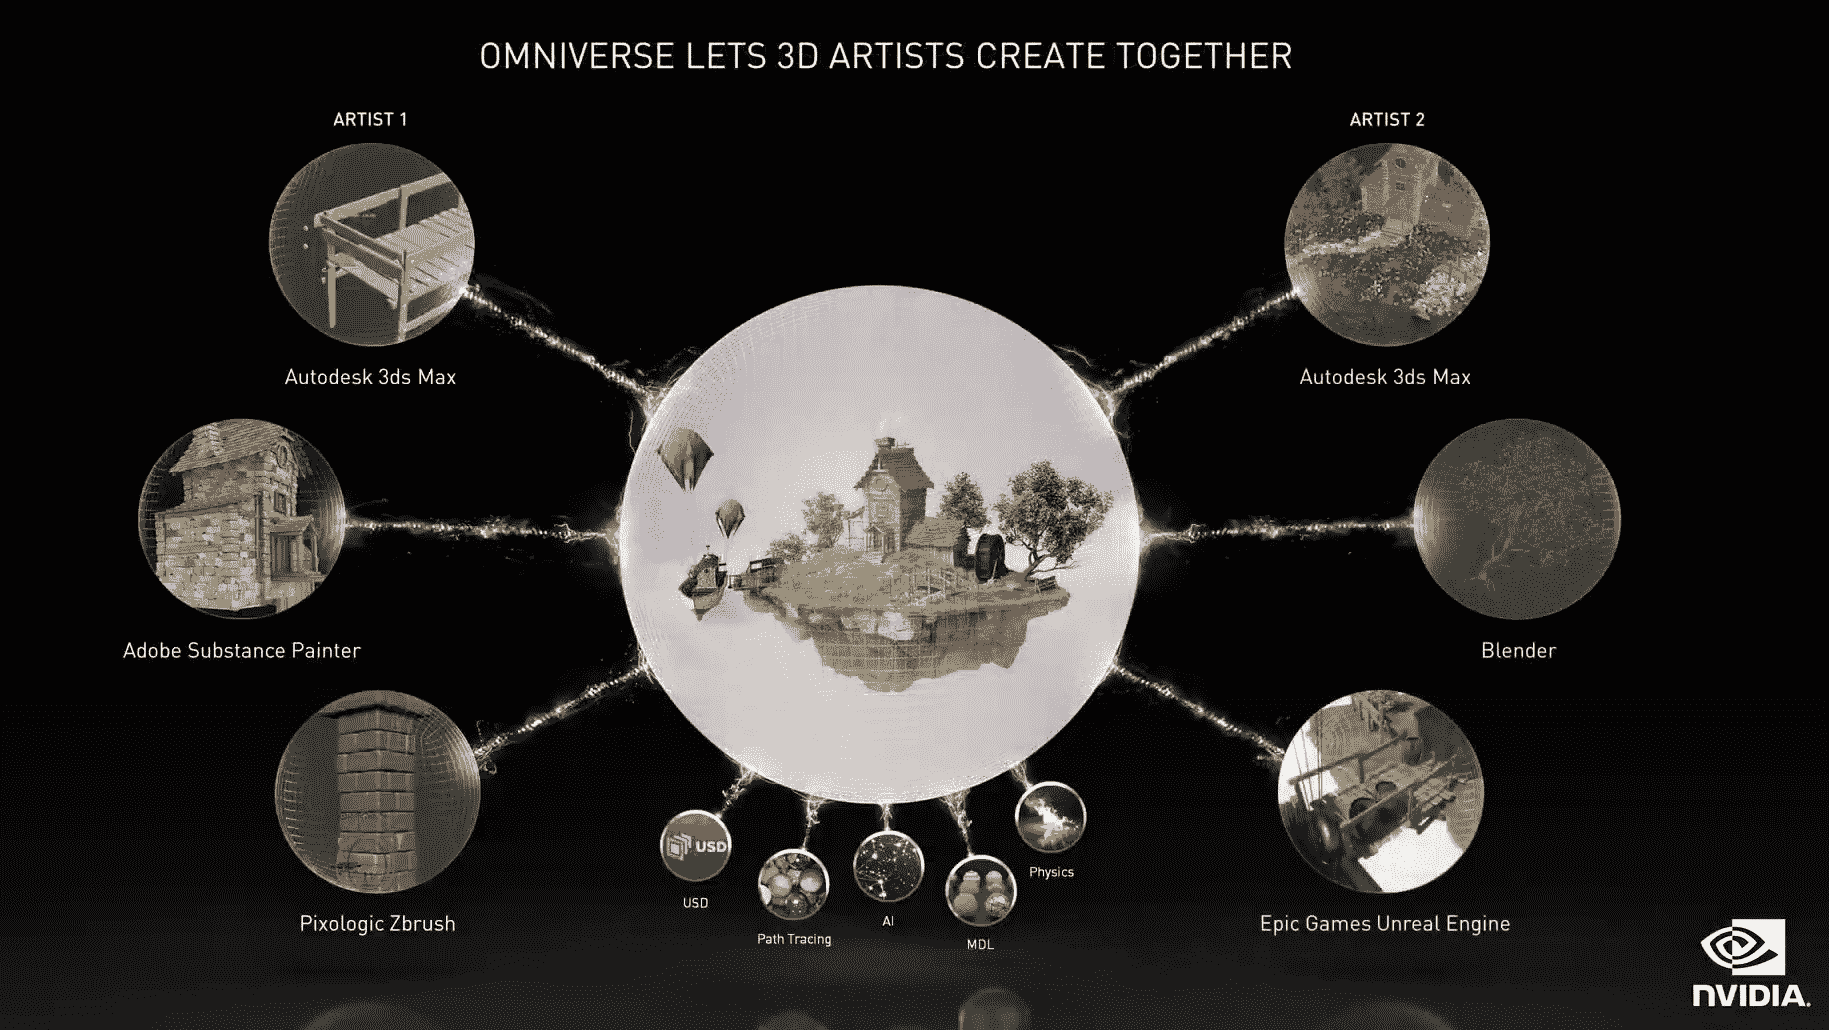 OMNIVERSE LETS 3D ARTISTS CREATE TOGETHER
ARTIST 1
ARTIST 2
Autodesk 3ds Max
Autodesk 3ds Max
Adobe Substance Painter
Blender
Pixologic Zbrush
Epic Games Unreal Engine
USD
USD
Path Tracing
AI
MDL
Physics
NVIDIA.